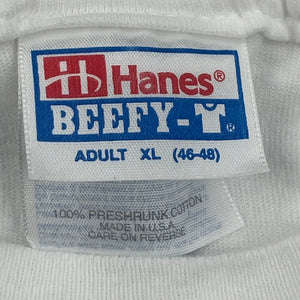 Hanes®
BEEFY-T®
ADULT XL (46-48)
100% PRESHRUNK COTTON
MADE IN U.S.A.
CARE ON REVERSE